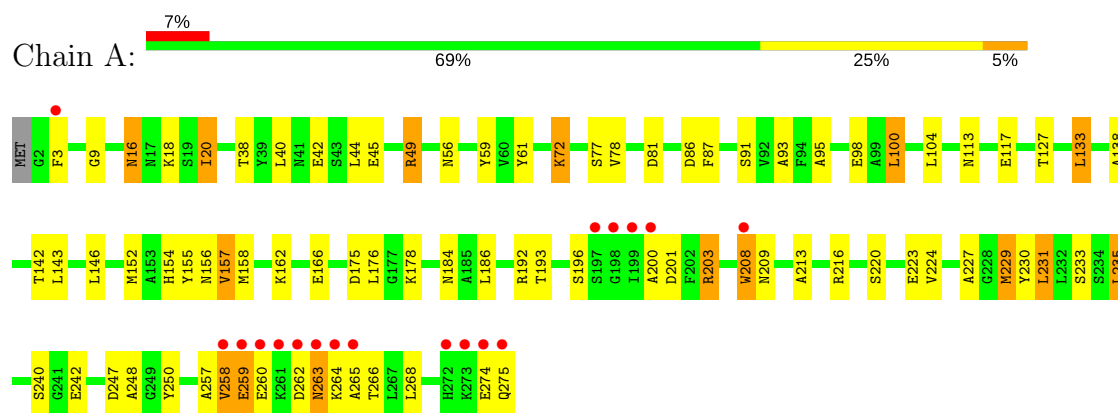 7%
Chain A:
69% 25% 5%
MET G2 F3 G9 N16 N17 K18 S19 I20 T38 Y39 L40 N41 E42 S43 L44 E45 R49 N56 Y59 V60 Y61 K72 S77 V78 D81 D86 F87 S91 V92 A93 F94 A95 E98 A99 L100 L104 N113 E117 T127 L133
T142 L143 L146 M152 A153 H154 Y155 N156 V157 M158 K162 E166 D175 L176 G177 K178 N184 A185 L186 R192 T193 S196 S197 G198 I199 A200 D201 F202 R203 W208 N209 A213 R216 S220 E223 V224 A227 G228 M229 Y230 L231 L232 S233 S234
S240 G241 E242 D247 A248 G249 Y250 A257 V258 E259 E260 K261 D262 N263 K264 A265 T266 L267 L268 H272 K273 E274 Q275